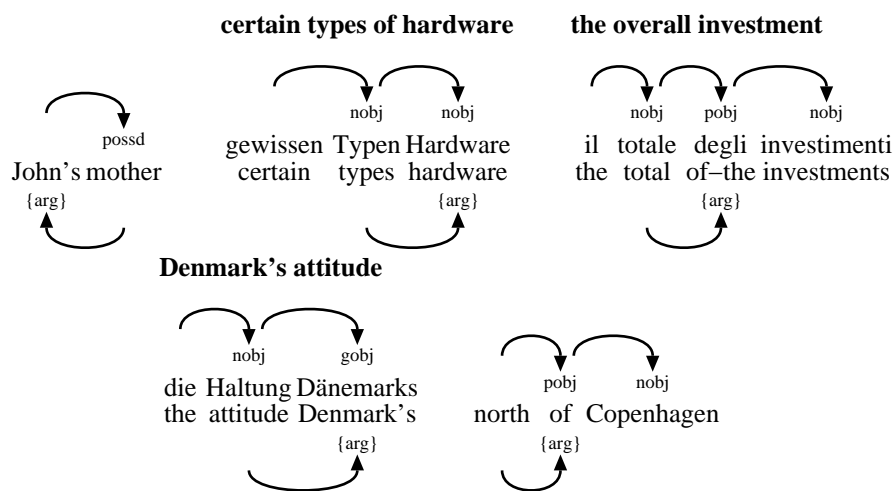 certain types of hardware
the overall investment
possd
John's mother
{arg}
nobj nobj
gewissen Typen Hardware
certain types hardware
{arg}
nobj pobj nobj
il totale degli investimenti
the total of–the investments
{arg}
Denmark's attitude
nobj gobj
die Haltung Dänemarks
the attitude Denmark's
{arg}
pobj nobj
north of Copenhagen
{arg}